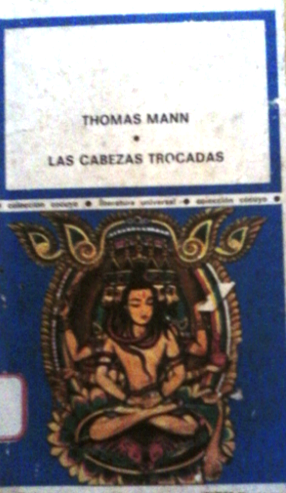 THOMAS MANN
LAS CABEZAS TROCADAS
colección cocuyo • literatura universal • colección cocuyo •